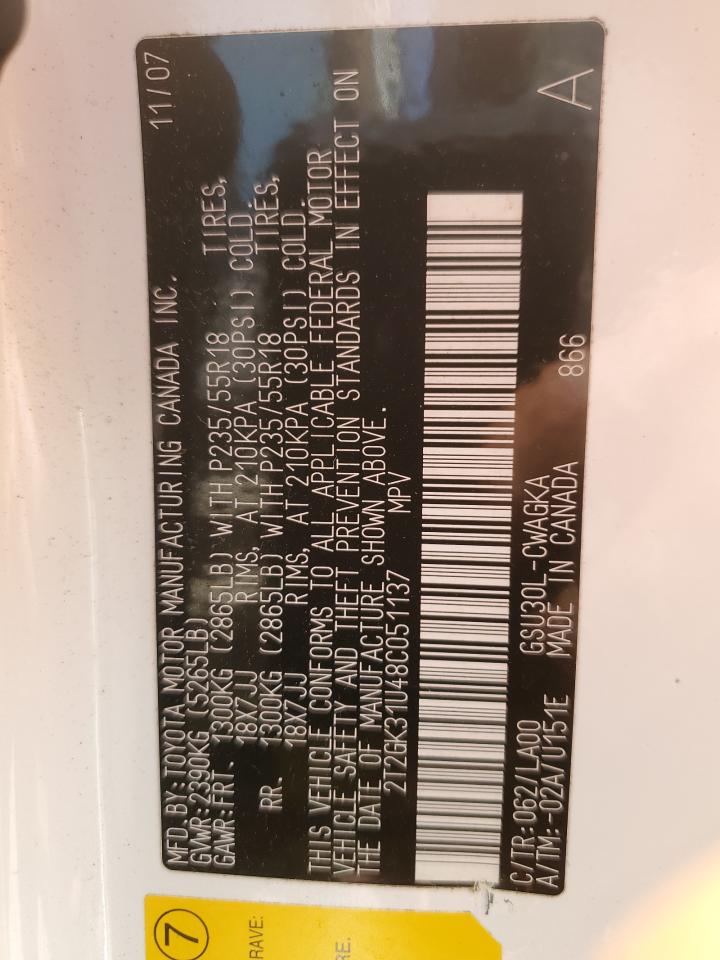 MFD BY:TOYOTA MOTOR MANUFACTURING CANADA INC. 11/07
GVWR:2390KG (5265LB)
GAWR:FRT. 1300KG (2865LB) WITH P235/55R18 TIRES,
18X7JJ RIMS, AT 210KPA (30PSI) COLD.
RR. 1300KG (2865LB) WITH P235/55R18 TIRES,
18X7JJ RIMS, AT 210KPA (30PSI) COLD.
THIS VEHICLE CONFORMS TO ALL APPLICABLE FEDERAL MOTOR
VEHICLE SAFETY AND THEFT PREVENTION STANDARDS IN EFFECT ON
THE DATE OF MANUFACTURE SHOWN ABOVE.
2T2GK31U48C051137 MPV
C/TR:062/LA00 GSU30L-CWAGKA A
A/TM:-02A/U151E MADE IN CANADA 866
7
RAVE:
RE.